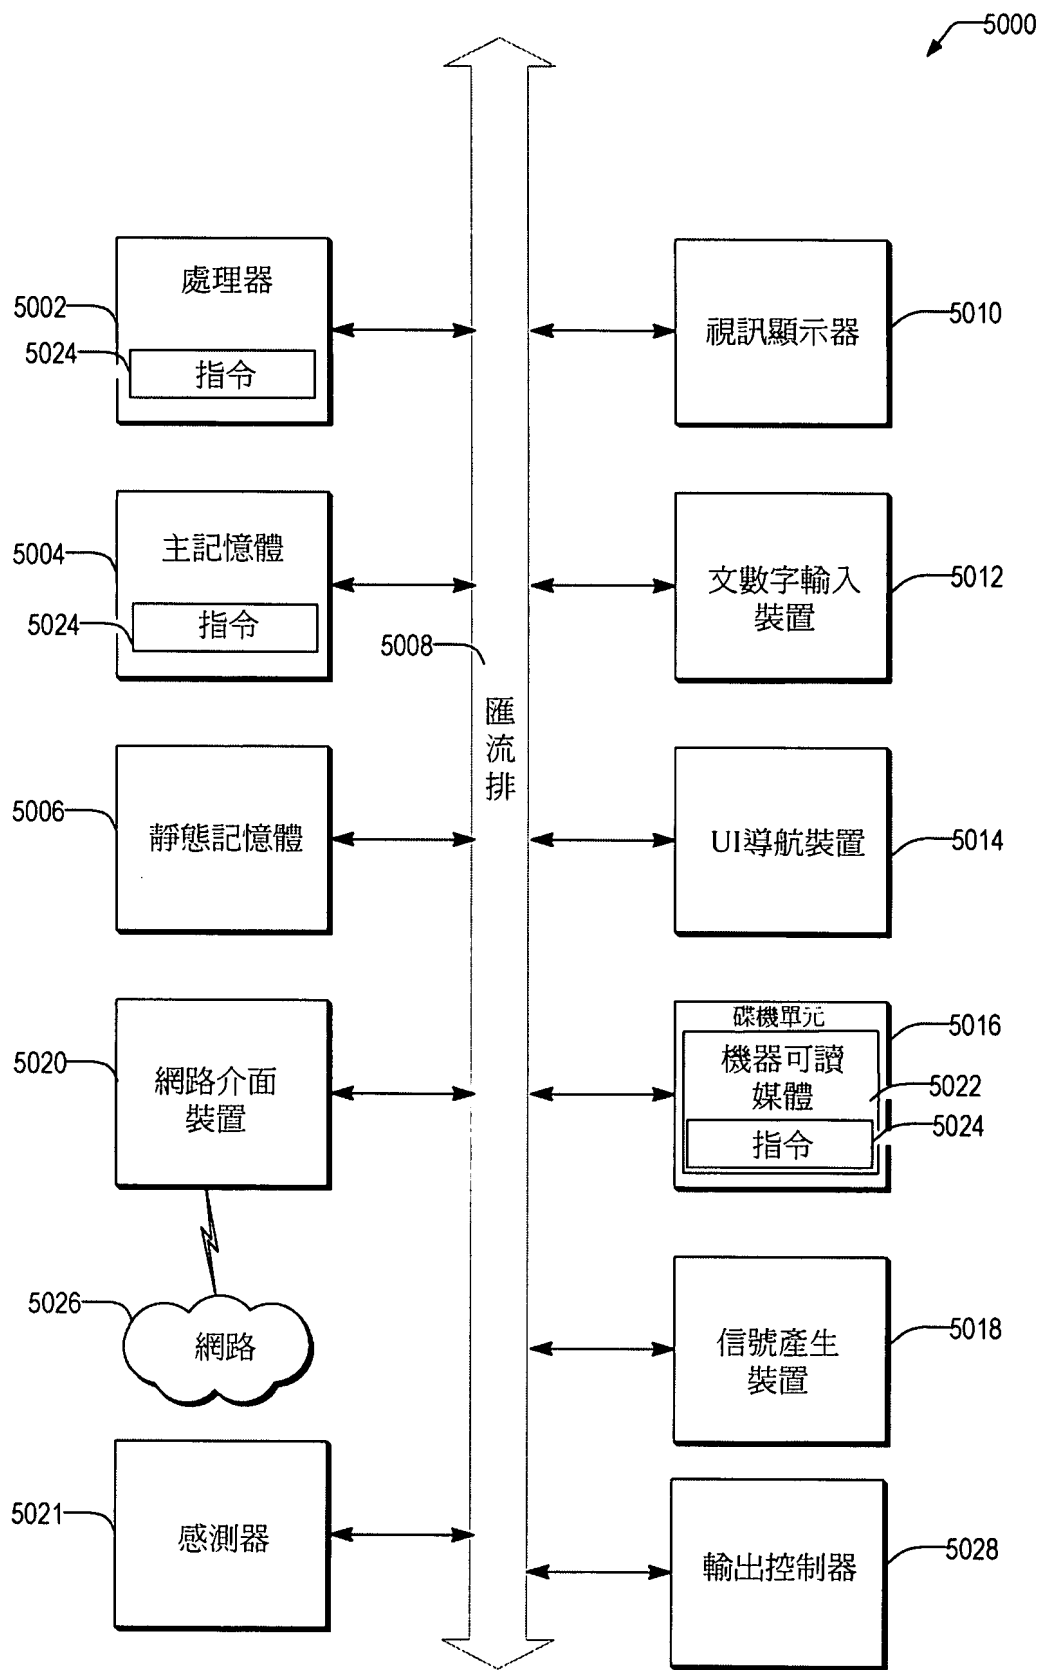 5000
處理器
5002
5024
指令
視訊顯示器
5010
主記憶體
5004
5024
指令
5008
匯流排
文數字輸入
裝置
5012
靜態記憶體
5006
UI導航裝置
5014
網路介面
裝置
5020
碟機單元
5016
機器可讀
媒體
5022
指令
5024
5026
網路
信號產生
裝置
5018
感測器
5021
輸出控制器
5028